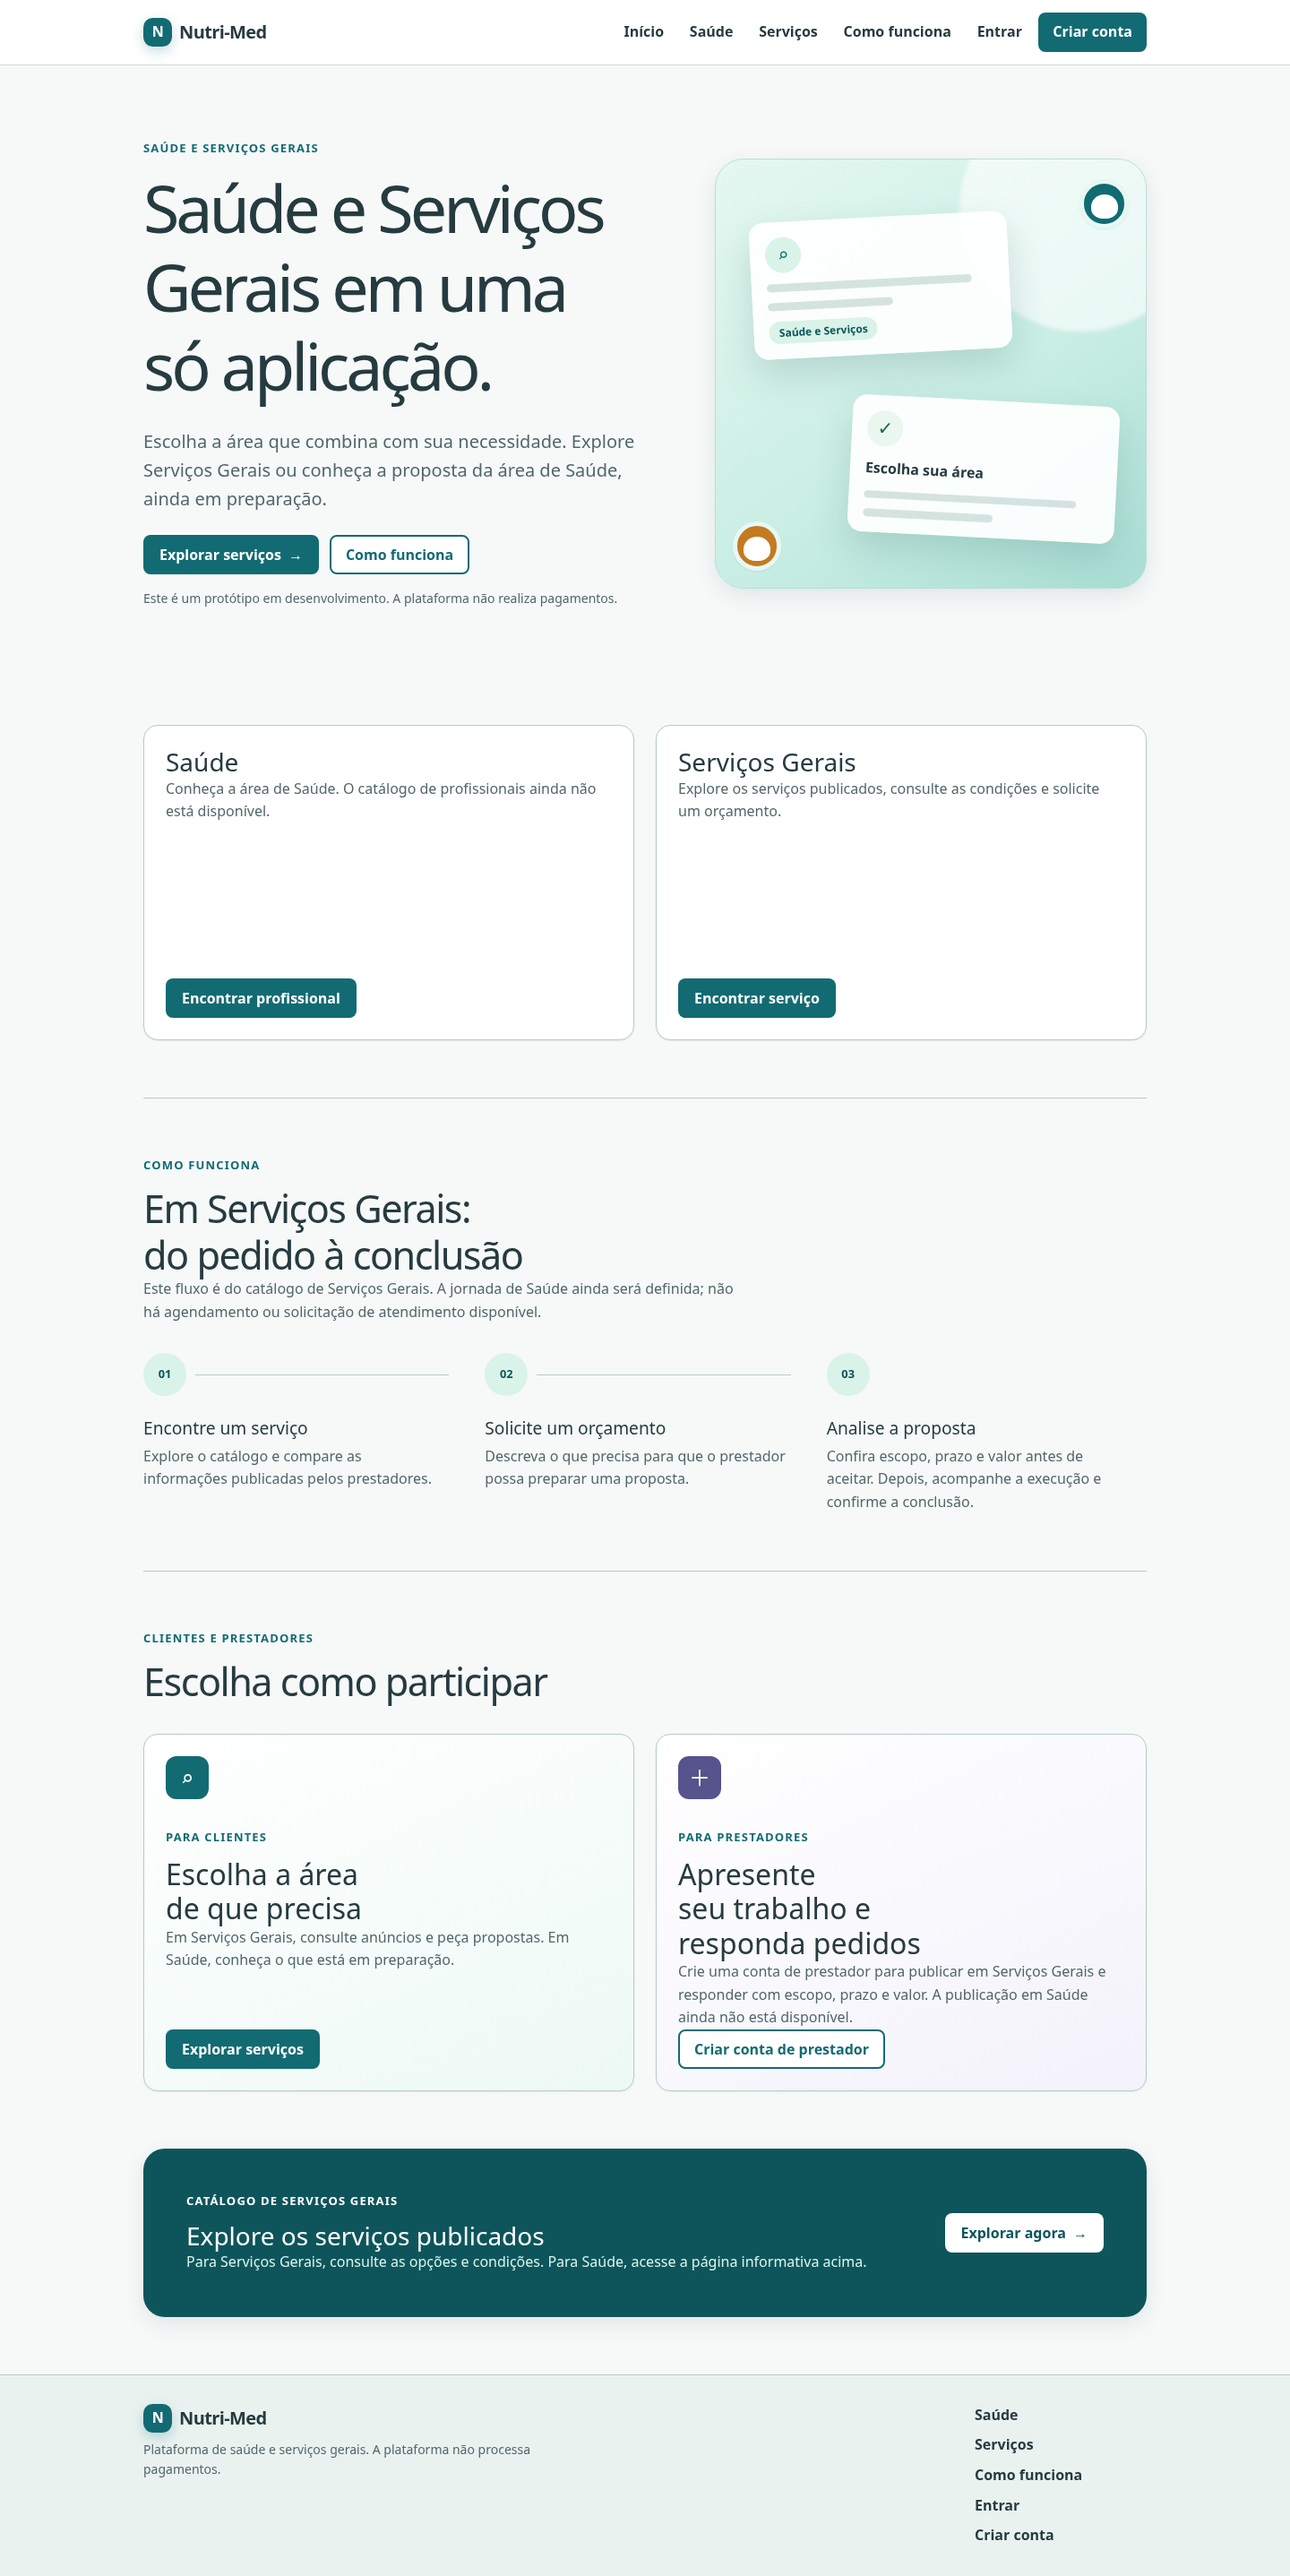 N Nutri-Med
Início Saúde Serviços Como funciona Entrar Criar conta
SAÚDE E SERVIÇOS GERAIS
Saúde e Serviços
Gerais em uma
só aplicação.
Escolha a área que combina com sua necessidade. Explore
Serviços Gerais ou conheça a proposta da área de Saúde,
ainda em preparação.
Explorar serviços →
Como funciona
Este é um protótipo em desenvolvimento. A plataforma não realiza pagamentos.
Saúde e Serviços
Escolha sua área
Saúde
Conheça a área de Saúde. O catálogo de profissionais ainda não
está disponível.
Encontrar profissional
Serviços Gerais
Explore os serviços publicados, consulte as condições e solicite
um orçamento.
Encontrar serviço
COMO FUNCIONA
Em Serviços Gerais:
do pedido à conclusão
Este fluxo é do catálogo de Serviços Gerais. A jornada de Saúde ainda será definida; não
há agendamento ou solicitação de atendimento disponível.
01
Encontre um serviço
Explore o catálogo e compare as
informações publicadas pelos prestadores.
02
Solicite um orçamento
Descreva o que precisa para que o prestador
possa preparar uma proposta.
03
Analise a proposta
Confira escopo, prazo e valor antes de
aceitar. Depois, acompanhe a execução e
confirme a conclusão.
CLIENTES E PRESTADORES
Escolha como participar
PARA CLIENTES
Escolha a área
de que precisa
Em Serviços Gerais, consulte anúncios e peça propostas. Em
Saúde, conheça o que está em preparação.
Explorar serviços
PARA PRESTADORES
Apresente
seu trabalho e
responda pedidos
Crie uma conta de prestador para publicar em Serviços Gerais e
responder com escopo, prazo e valor. A publicação em Saúde
ainda não está disponível.
Criar conta de prestador
CATÁLOGO DE SERVIÇOS GERAIS
Explore os serviços publicados
Para Serviços Gerais, consulte as opções e condições. Para Saúde, acesse a página informativa acima.
Explorar agora →
N Nutri-Med
Plataforma de saúde e serviços gerais. A plataforma não processa
pagamentos.
Saúde
Serviços
Como funciona
Entrar
Criar conta